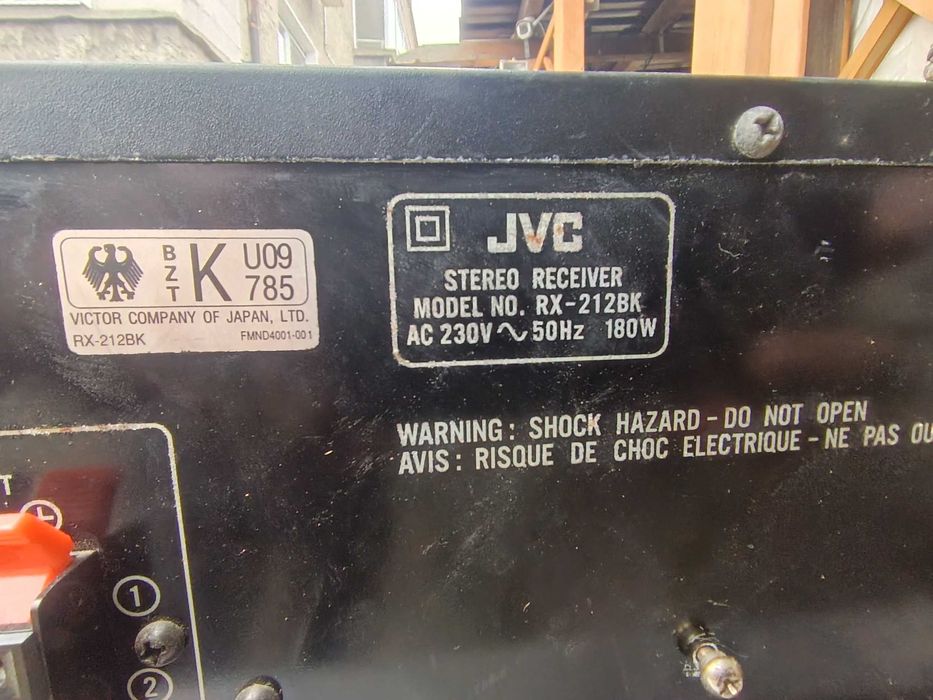 B
Z
T
K
U09
785
VICTOR COMPANY OF JAPAN, LTD.
RX-212BK FMND4001-001
JVC
STEREO RECEIVER
MODEL NO. RX-212BK
AC 230V ~ 50Hz 180W
WARNING : SHOCK HAZARD – DO NOT OPEN
AVIS : RISQUE DE CHOC ELECTRIQUE – NE PAS OU
T
+
1
2